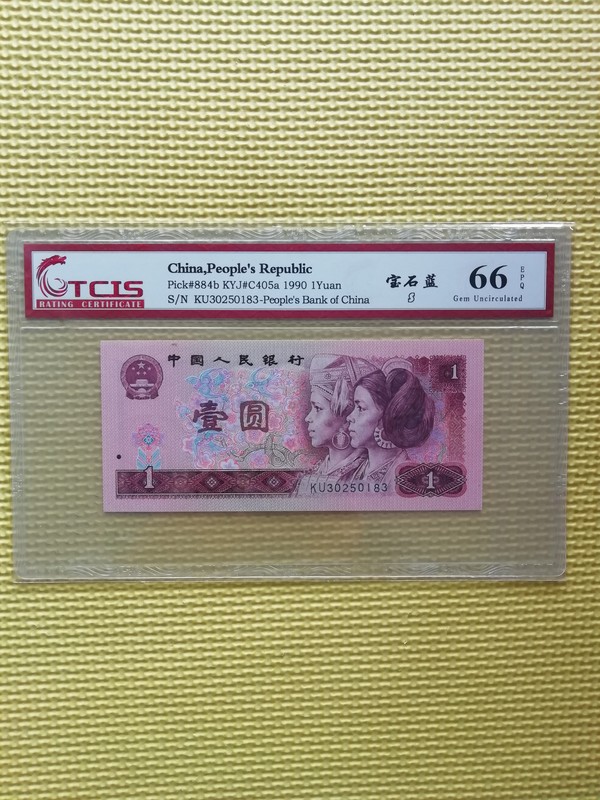 TCIS
RATING CERTIFICATE
China,People's Republic
Pick#884b KYJ#C405a 1990 1Yuan
S/N KU30250183-People's Bank of China
宝石蓝
8
66 EPQ
Gem Uncirculated
中国人民银行
1
壹圆
1
KU30250183
1